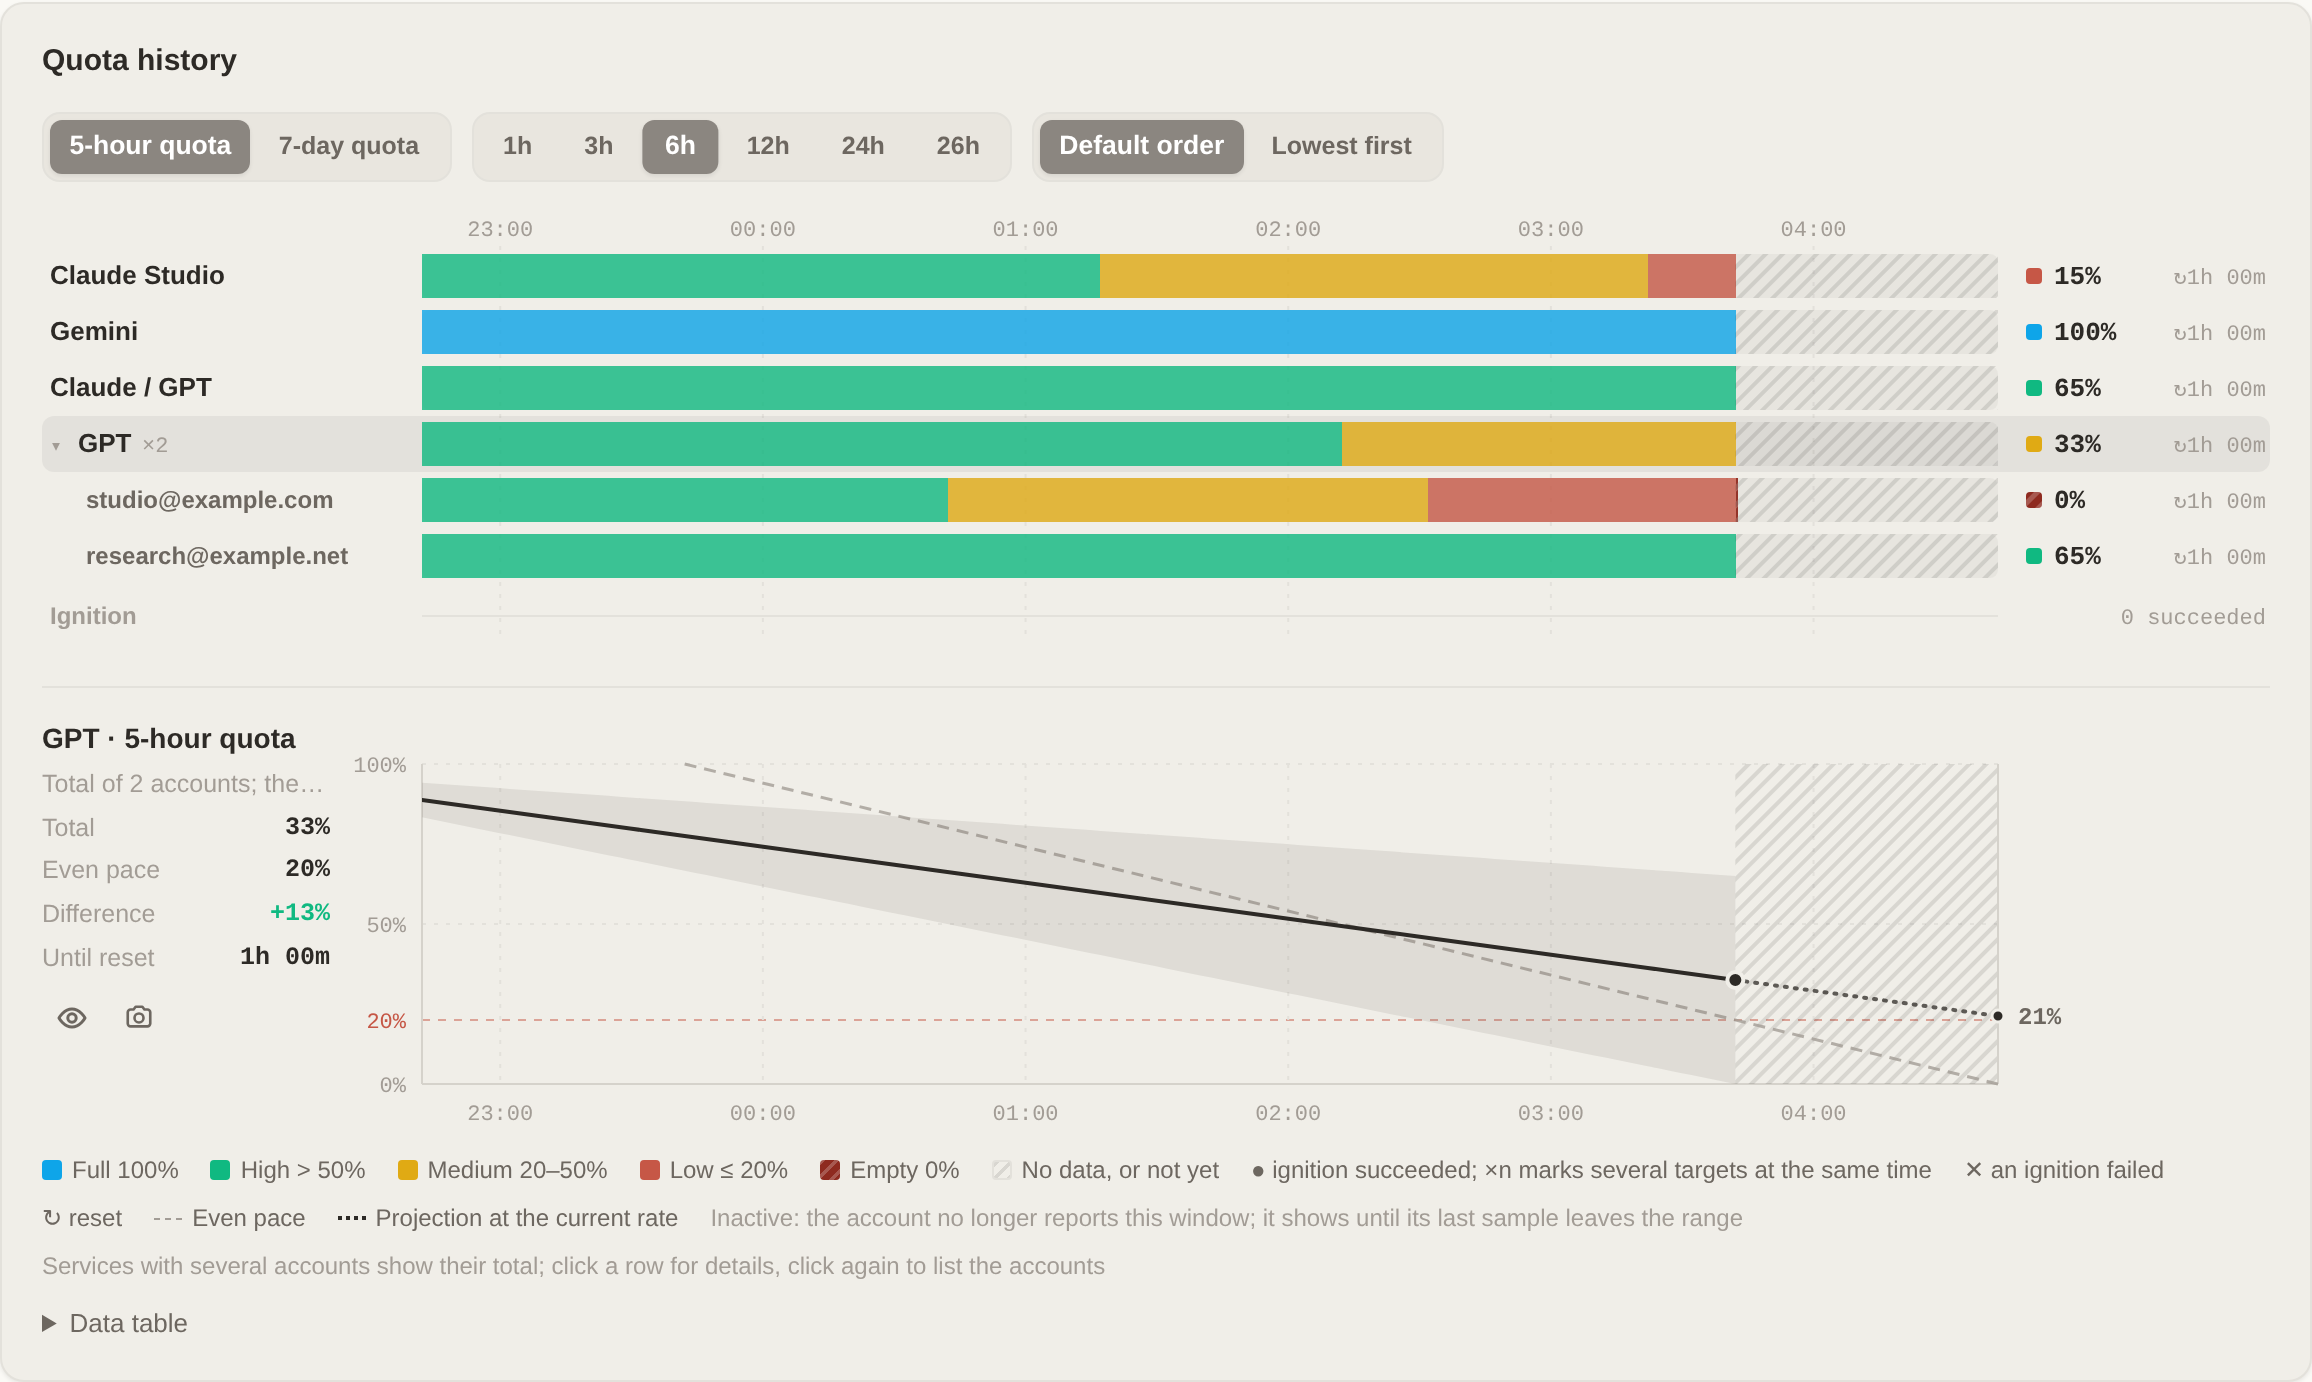 Quota history
5-hour quota 7-day quota 1h 3h 6h 12h 24h 26h Default order Lowest first
23:00 00:00 01:00 02:00 03:00 04:00
Claude Studio 15% ↻1h 00m
Gemini 100% ↻1h 00m
Claude / GPT 65% ↻1h 00m
▾ GPT ×2 33% ↻1h 00m
studio@example.com 0% ↻1h 00m
research@example.net 65% ↻1h 00m
Ignition 0 succeeded
GPT · 5-hour quota
Total of 2 accounts; the…
Total 33%
Even pace 20%
Difference +13%
Until reset 1h 00m
100%
50%
20%
0%
21%
23:00 00:00 01:00 02:00 03:00 04:00
Full 100% High > 50% Medium 20–50% Low ≤ 20% Empty 0% No data, or not yet ● ignition succeeded; ×n marks several targets at the same time ✕ an ignition failed
↻ reset Even pace Projection at the current rate Inactive: the account no longer reports this window; it shows until its last sample leaves the range
Services with several accounts show their total; click a row for details, click again to list the accounts
▶ Data table